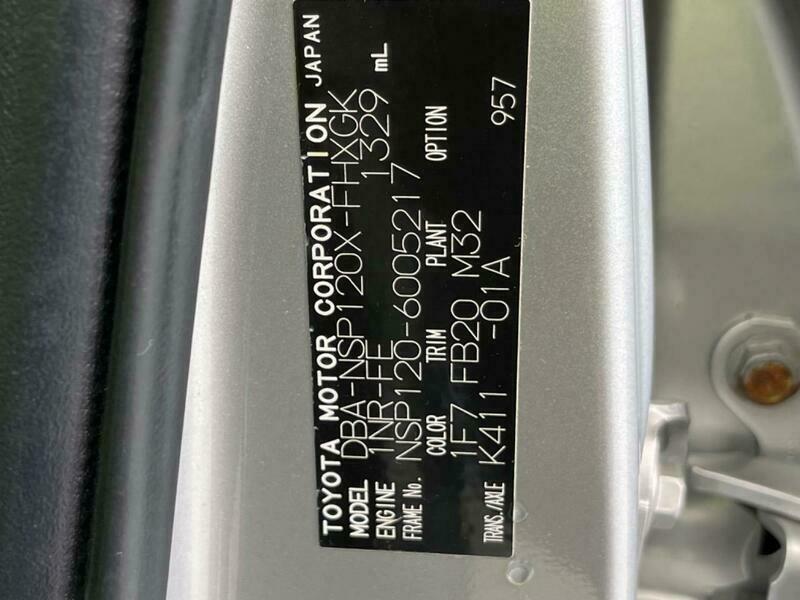 TOYOTA MOTOR CORPORATION JAPAN
MODEL DBA-NSP120X-FHXGK
ENGINE 1NR-FE 1329 mL
FRAME No. NSP120-6005217
COLOR TRIM PLANT OPTION
1F7 FB20 M32
TRANS./AXLE K411 -01A 957